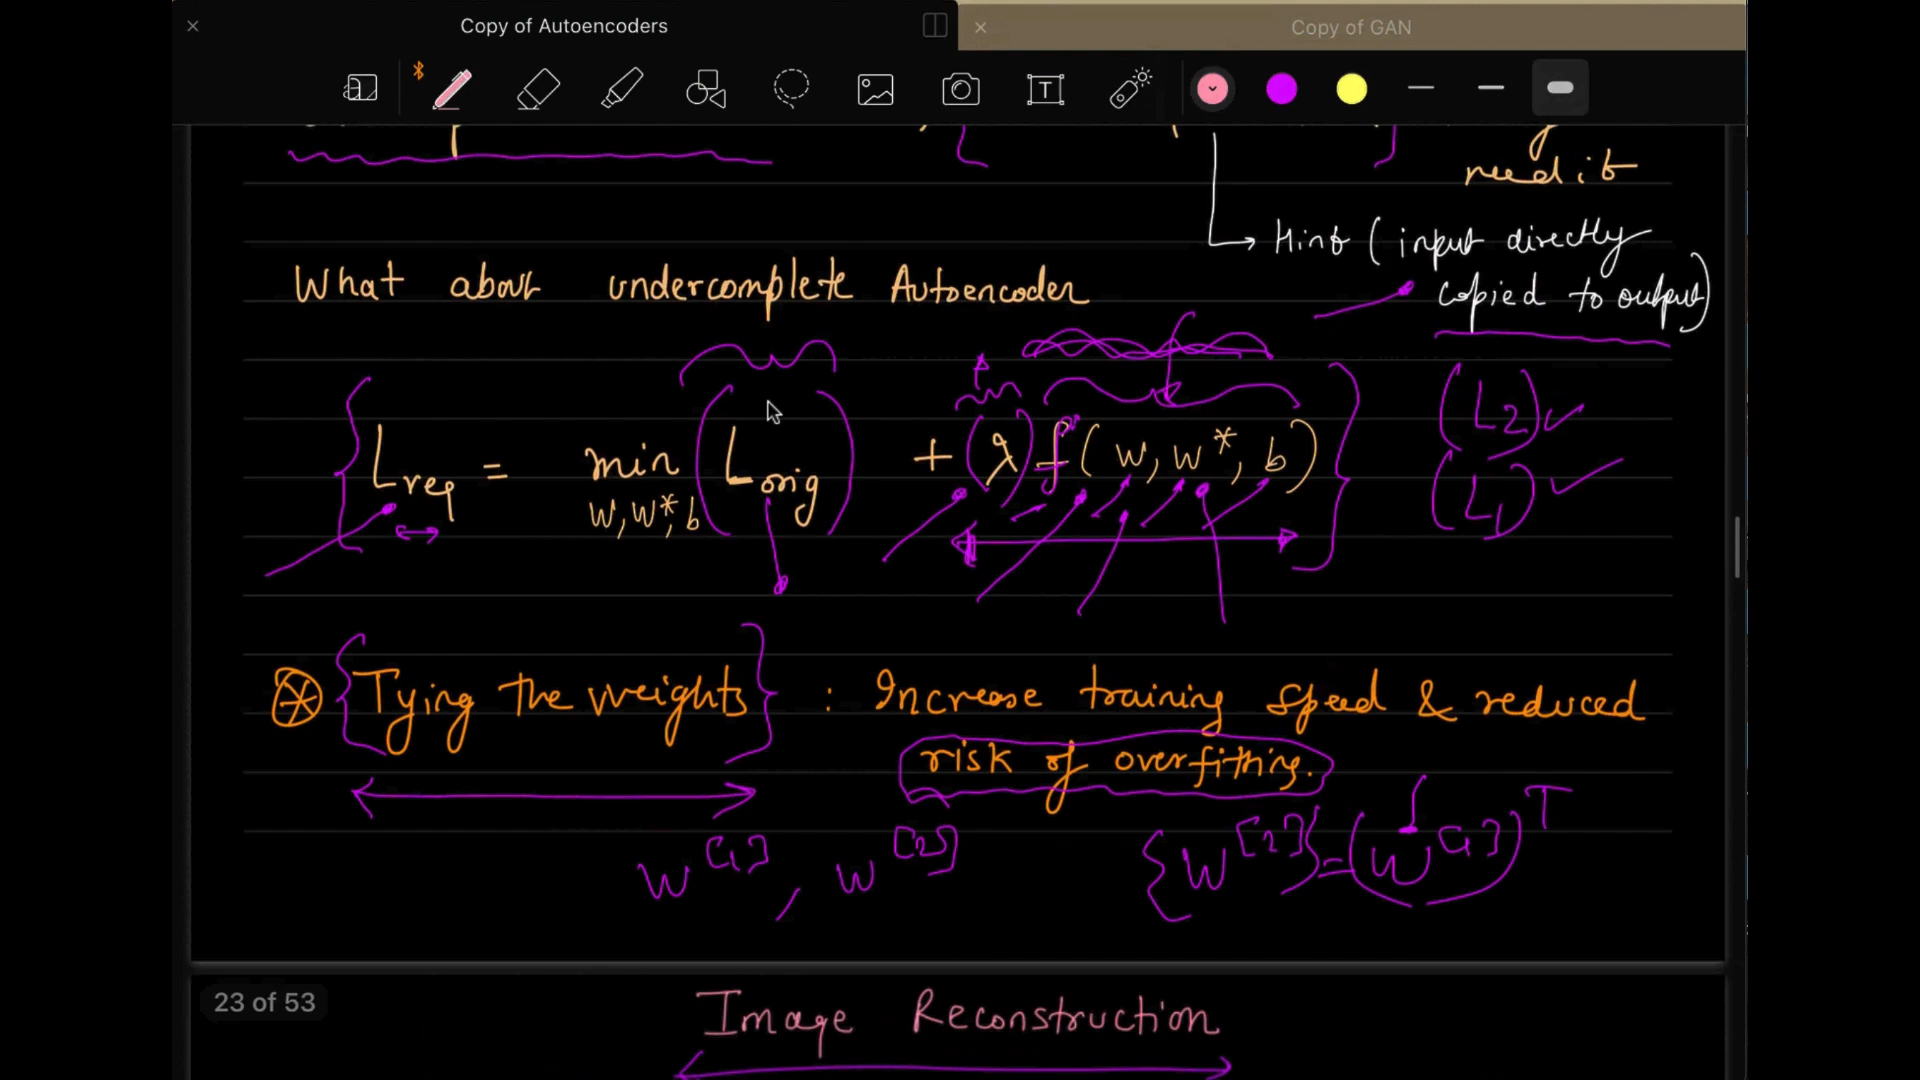 Copy of Autoencoders
Copy of GAN
need it
Hint (input directly
copied to output)
What about undercomplete Autoencoder
Lreg = min (Lorig) + (λ) f(w, w*, b)
w, w*, b
(L2)
(L1)
Tying the weights : Increase training speed & reduced
risk of overfitting.
W[1], W[2] {W[2]} = (W[1])T
23 of 53
Image Reconstruction